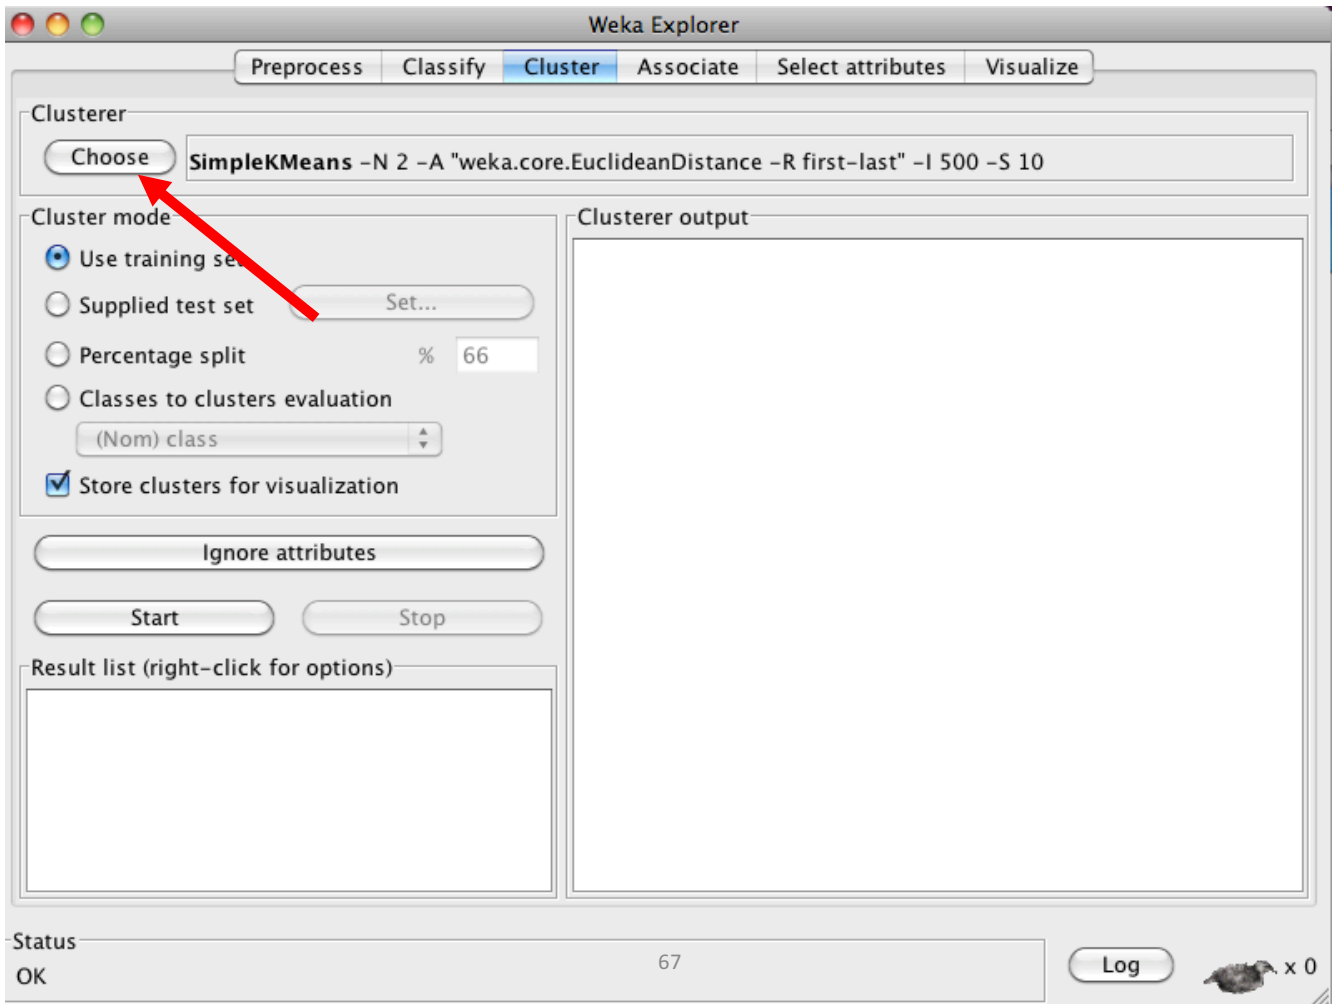 Weka Explorer
Preprocess Classify Cluster Associate Select attributes Visualize
Clusterer
Choose SimpleKMeans -N 2 -A "weka.core.EuclideanDistance -R first-last" -I 500 -S 10
Cluster mode
Use training set
Supplied test set Set...
Percentage split % 66
Classes to clusters evaluation
(Nom) class
Store clusters for visualization
Ignore attributes
Start Stop
Result list (right-click for options)
Clusterer output
Status
OK
67
Log x 0